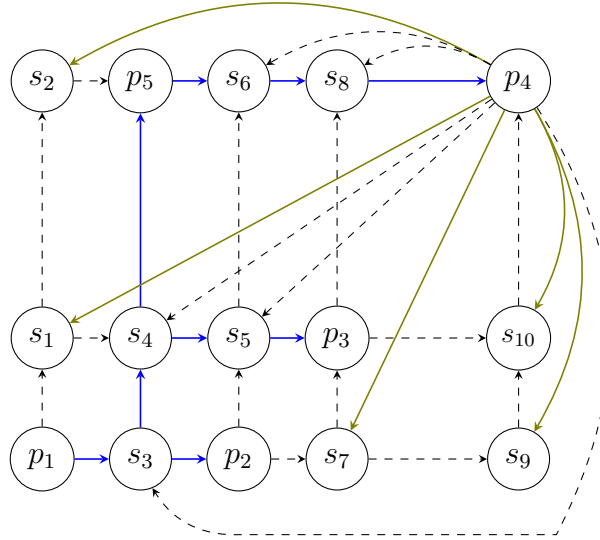 s₂ p₅ s₆ s₈ p₄
s₁ s₄ s₅ p₃ s₁₀
p₁ s₃ p₂ s₇ s₉